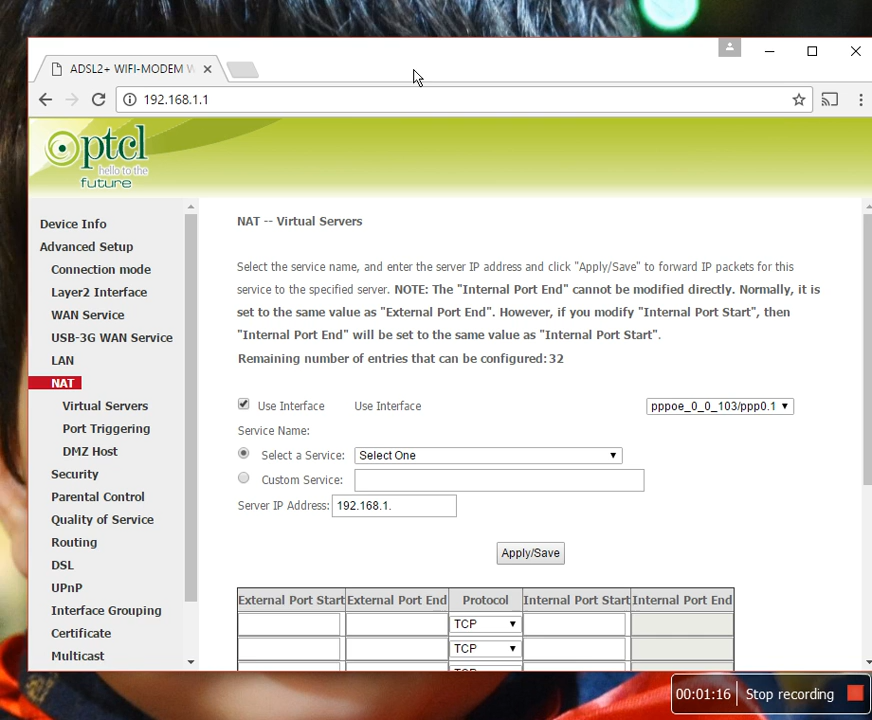 ADSL2+ WIFI-MODEM W
192.168.1.1
ptcl
hello to the
future
Device Info
Advanced Setup
Connection mode
Layer2 Interface
WAN Service
USB-3G WAN Service
LAN
NAT
Virtual Servers
Port Triggering
DMZ Host
Security
Parental Control
Quality of Service
Routing
DSL
UPnP
Interface Grouping
Certificate
Multicast
NAT -- Virtual Servers
Select the service name, and enter the server IP address and click "Apply/Save" to forward IP packets for this
service to the specified server. NOTE: The "Internal Port End" cannot be modified directly. Normally, it is
set to the same value as "External Port End". However, if you modify "Internal Port Start", then
"Internal Port End" will be set to the same value as "Internal Port Start".
Remaining number of entries that can be configured: 32
Use Interface Use Interface pppoe_0_0_103/ppp0.1
Service Name:
Select a Service: Select One
Custom Service:
Server IP Address: 192.168.1.
Apply/Save
External Port Start External Port End Protocol Internal Port Start Internal Port End
TCP
TCP
00:01:16 Stop recording